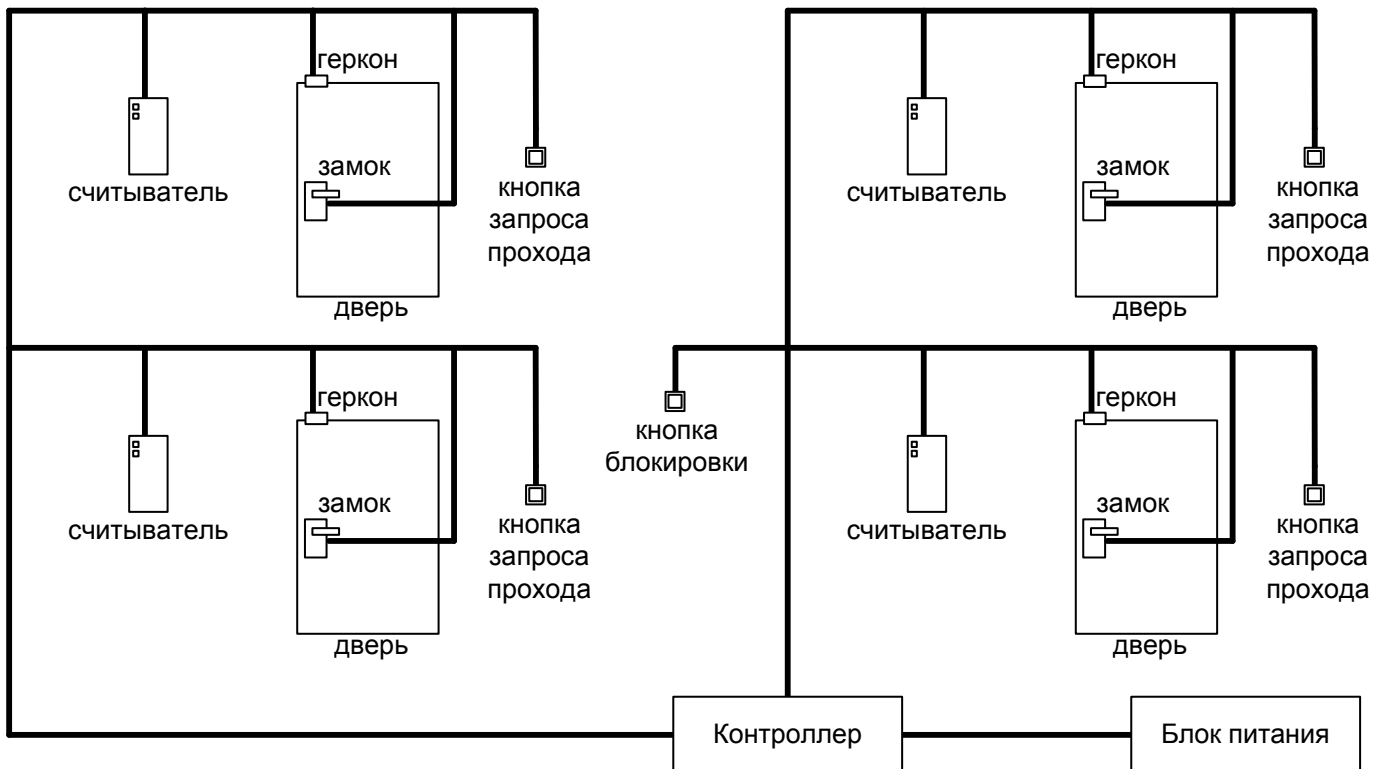 геркон
замок
считыватель
кнопка
запроса
прохода
дверь
геркон
замок
считыватель
кнопка
запроса
прохода
дверь
геркон
замок
считыватель
кнопка
запроса
прохода
дверь
кнопка
блокировки
геркон
замок
считыватель
кнопка
запроса
прохода
дверь
Контроллер
Блок питания